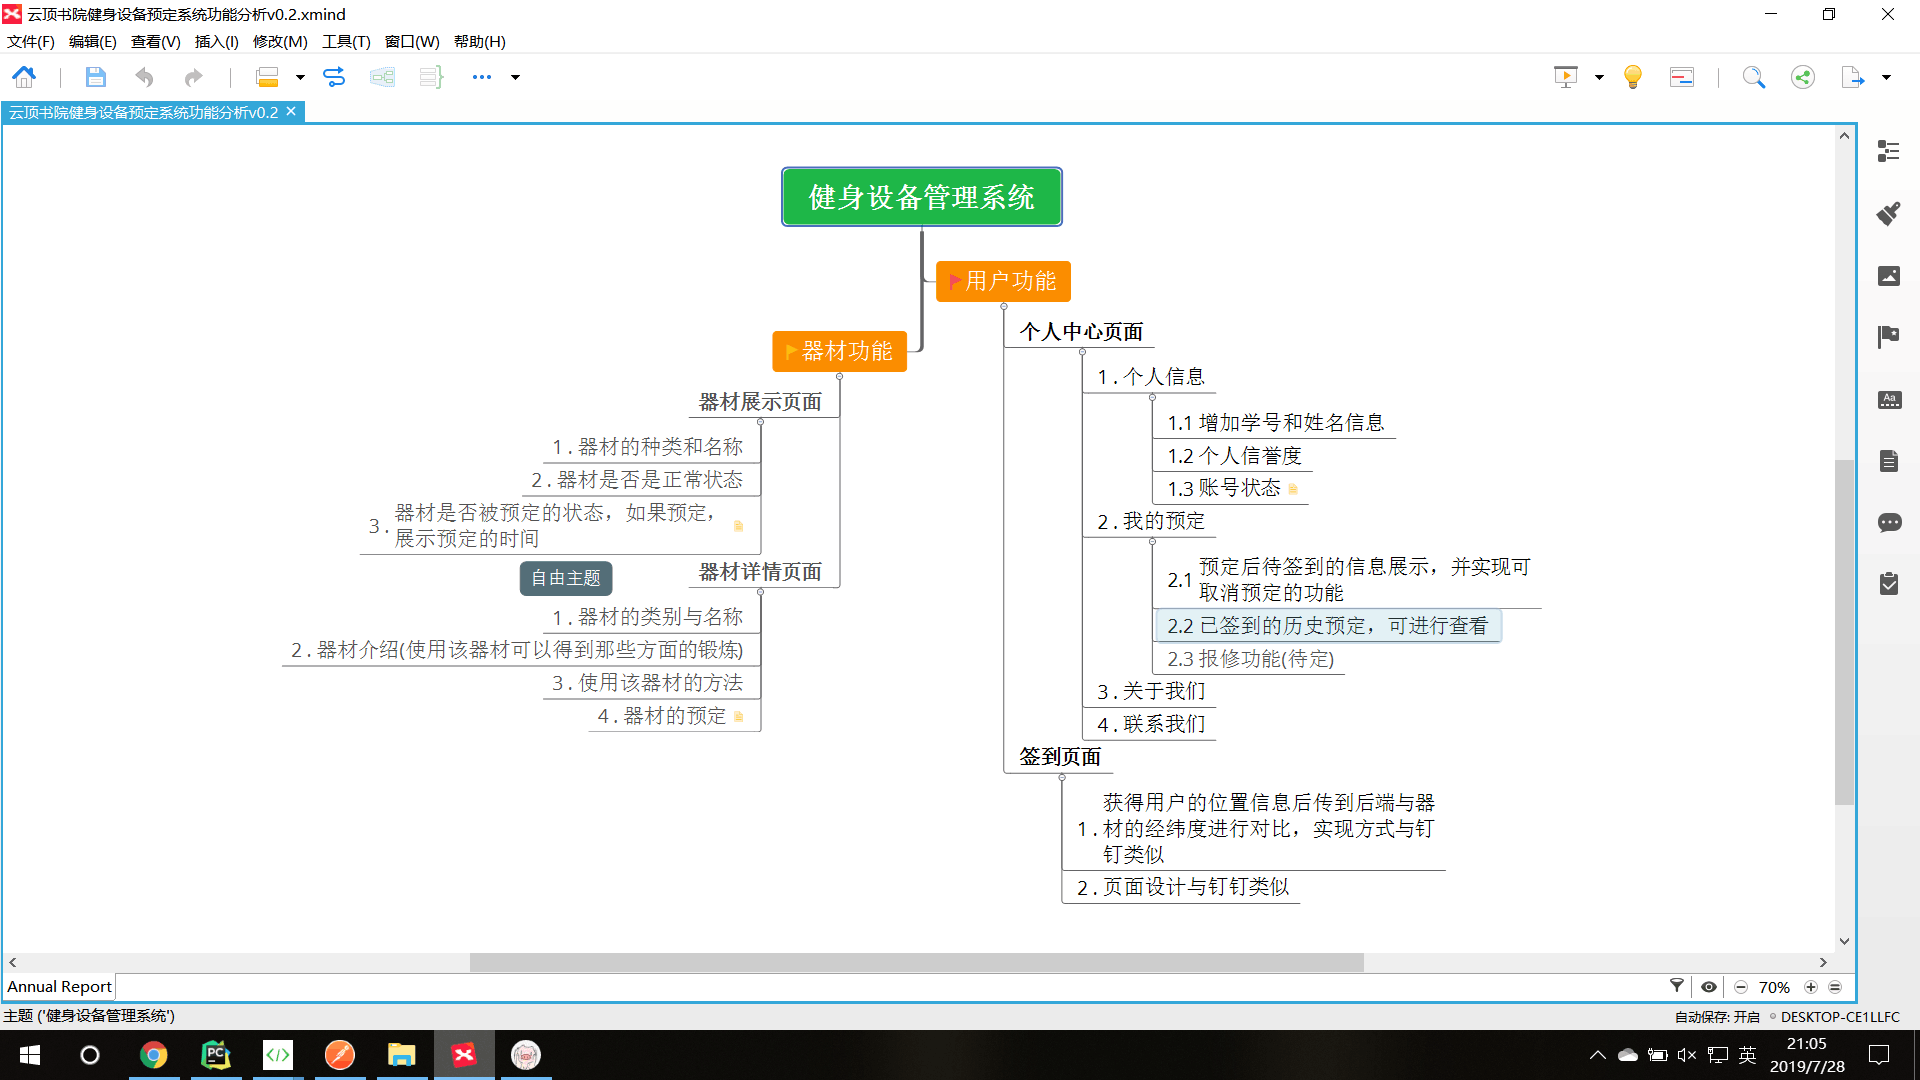 云顶书院健身设备预定系统功能分析v0.2.xmind
文件(F) 编辑(E) 查看(V) 插入(I) 修改(M) 工具(T) 窗口(W) 帮助(H)
云顶书院健身设备预定系统功能分析v0.2
健身设备管理系统
用户功能
个人中心页面
1 . 个人信息
1.1 增加学号和姓名信息
1.2 个人信誉度
1.3 账号状态
2 . 我的预定
2.1 预定后待签到的信息展示，并实现可
取消预定的功能
2.2 已签到的历史预定，可进行查看
2.3 报修功能(待定)
3 . 关于我们
4 . 联系我们
签到页面
1 . 获得用户的位置信息后传到后端与器
材的经纬度进行对比，实现方式与钉
钉类似
2 . 页面设计与钉钉类似
器材功能
器材展示页面
1 . 器材的种类和名称
2 . 器材是否是正常状态
3 . 器材是否被预定的状态，如果预定，
展示预定的时间
自由主题
器材详情页面
1 . 器材的类别与名称
2 . 器材介绍(使用该器材可以得到那些方面的锻炼)
3 . 使用该器材的方法
4 . 器材的预定
Aa
Annual Report
70%
主题 ('健身设备管理系统')
自动保存: 开启
DESKTOP-CE1LLFC
PC
英
21:05
2019/7/28